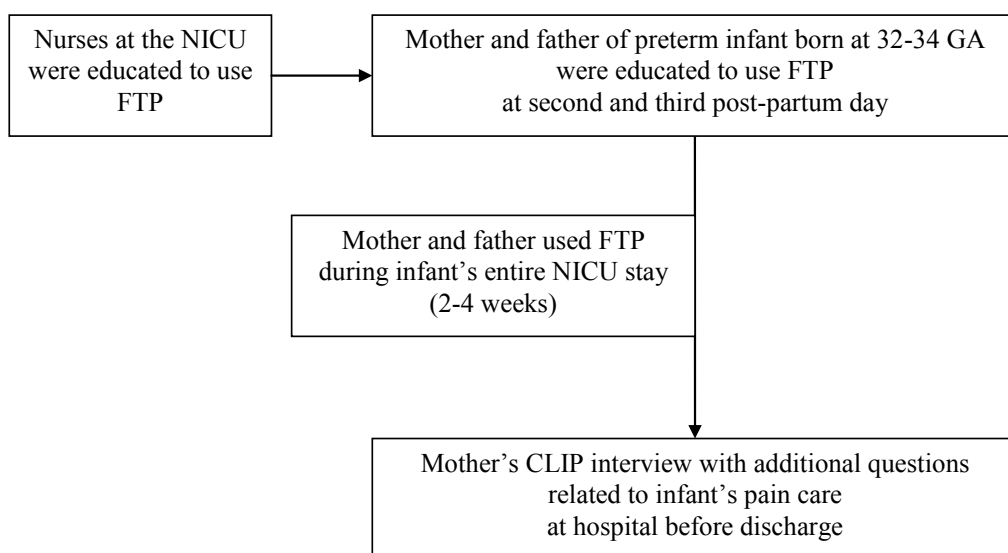 Nurses at the NICU
were educated to use
FTP
Mother and father of preterm infant born at 32-34 GA
were educated to use FTP
at second and third post-partum day
Mother and father used FTP
during infant’s entire NICU stay
(2-4 weeks)
Mother’s CLIP interview with additional questions
related to infant’s pain care
at hospital before discharge